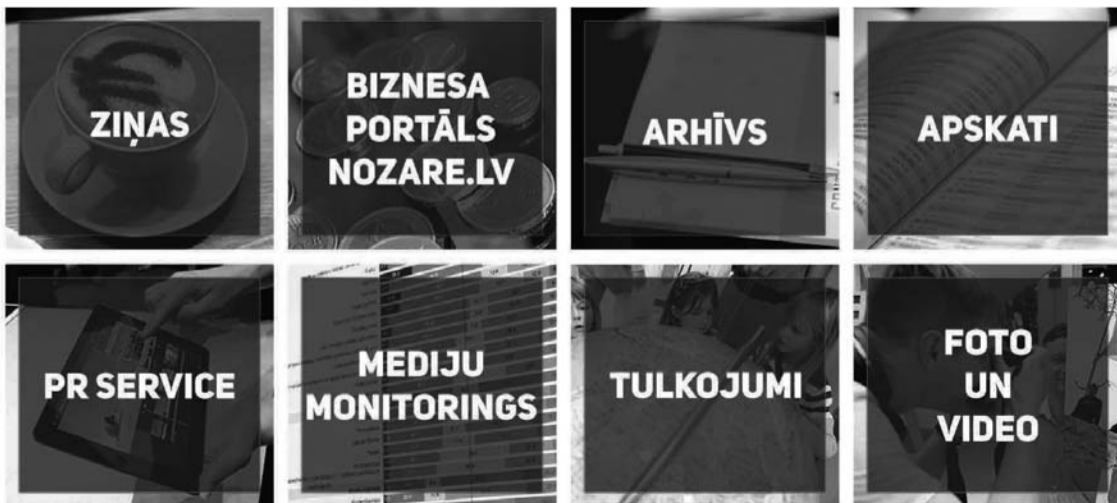 ZIŅAS
BIZNESA
PORTĀLS
NOZARE.LV
ARHĪVS
APSKATI
PR SERVICE
MEDIJU
MONITORINGS
TULKOJUMI
FOTO
UN
VIDEO